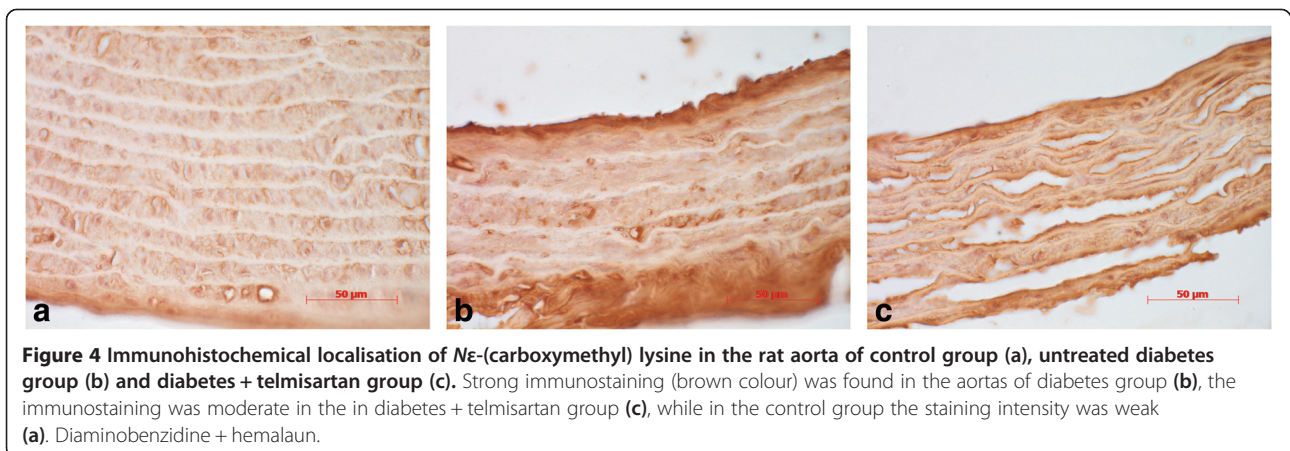 50 µm
50 µm
50 µm
a
b
c
Figure 4 Immunohistochemical localisation of Nε-(carboxymethyl) lysine in the rat aorta of control group (a), untreated diabetes
group (b) and diabetes + telmisartan group (c). Strong immunostaining (brown colour) was found in the aortas of diabetes group (b), the
immunostaining was moderate in the in diabetes + telmisartan group (c), while in the control group the staining intensity was weak
(a). Diaminobenzidine + hemalaun.